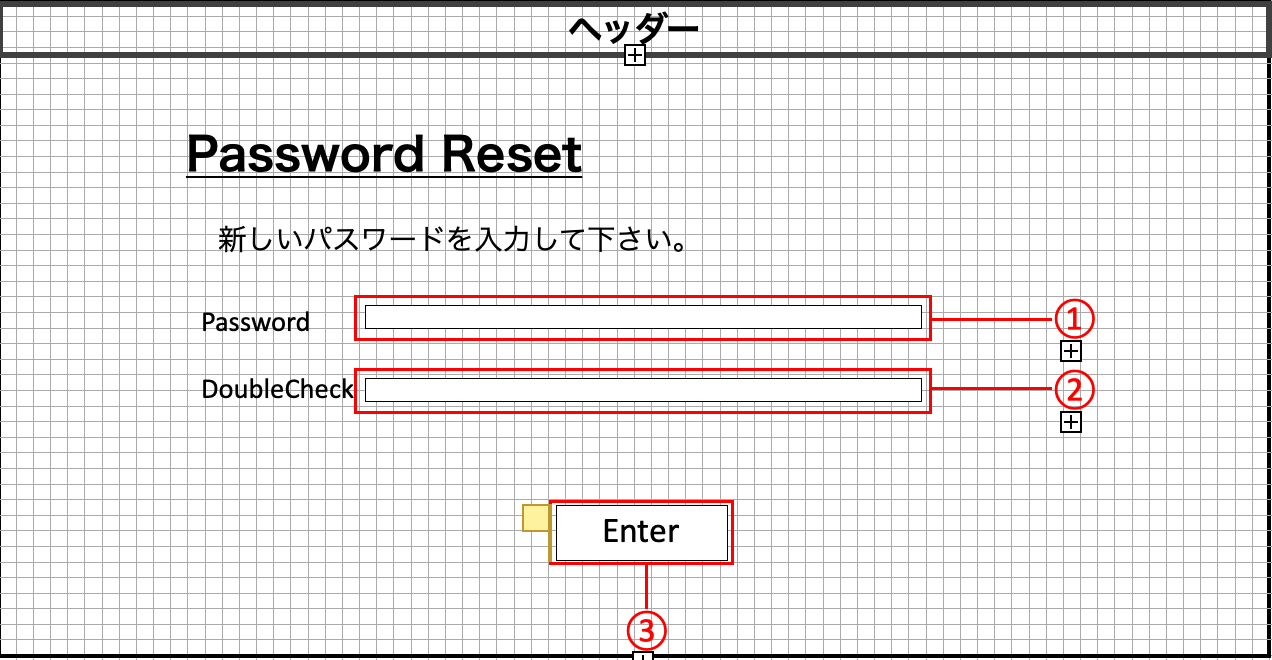 ヘッダー
Password Reset
新しいパスワードを入力して下さい。
Password
①
DoubleCheck
②
Enter
③